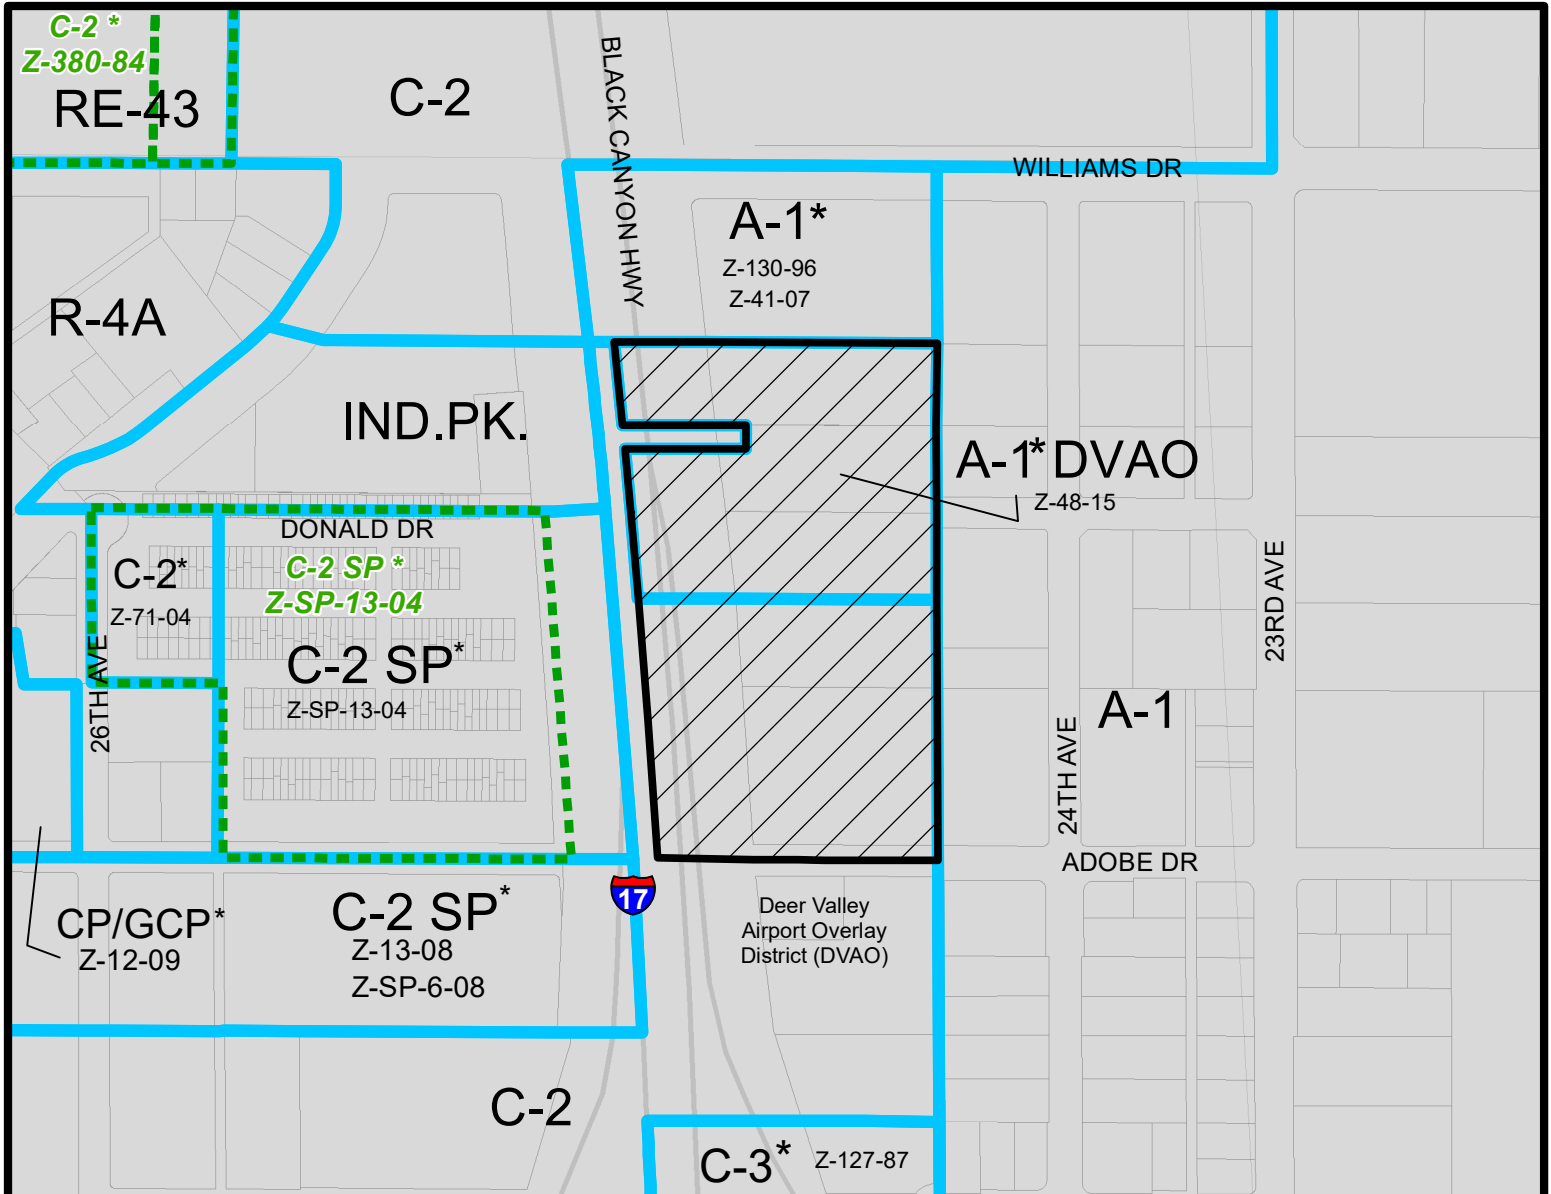 C-2 *
Z-380-84
RE-43
C-2
BLACK CANYON HWY
WILLIAMS DR
A-1*
Z-130-96
Z-41-07
R-4A
IND.PK.
A-1* DVAO
Z-48-15
DONALD DR
C-2 SP *
Z-SP-13-04
C-2*
Z-71-04
C-2 SP*
Z-SP-13-04
26TH AVE
23RD AVE
A-1
24TH AVE
ADOBE DR
17
CP/GCP*
Z-12-09
C-2 SP*
Z-13-08
Z-SP-6-08
Deer Valley
Airport Overlay
District (DVAO)
C-2
C-3* Z-127-87